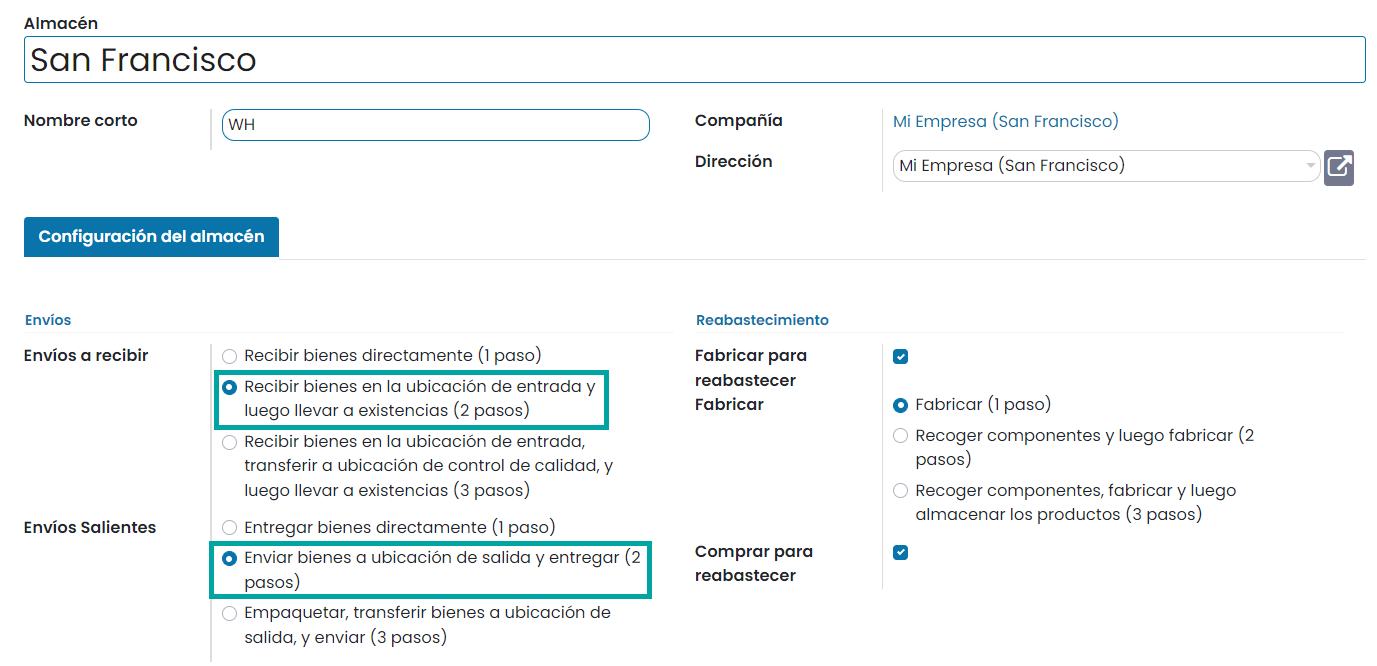 Almacén
San Francisco
Nombre corto
WH
Compañía
Mi Empresa (San Francisco)
Dirección
Mi Empresa (San Francisco)
Configuración del almacén
Envíos
Envíos a recibir
Recibir bienes directamente (1 paso)
Recibir bienes en la ubicación de entrada y
luego llevar a existencias (2 pasos)
Recibir bienes en la ubicación de entrada,
transferir a ubicación de control de calidad, y
luego llevar a existencias (3 pasos)
Envíos Salientes
Entregar bienes directamente (1 paso)
Enviar bienes a ubicación de salida y entregar (2
pasos)
Empaquetar, transferir bienes a ubicación de
salida, y enviar (3 pasos)
Reabastecimiento
Fabricar para
reabastecer
Fabricar
Fabricar (1 paso)
Recoger componentes y luego fabricar (2
pasos)
Recoger componentes, fabricar y luego
almacenar los productos (3 pasos)
Comprar para
reabastecer